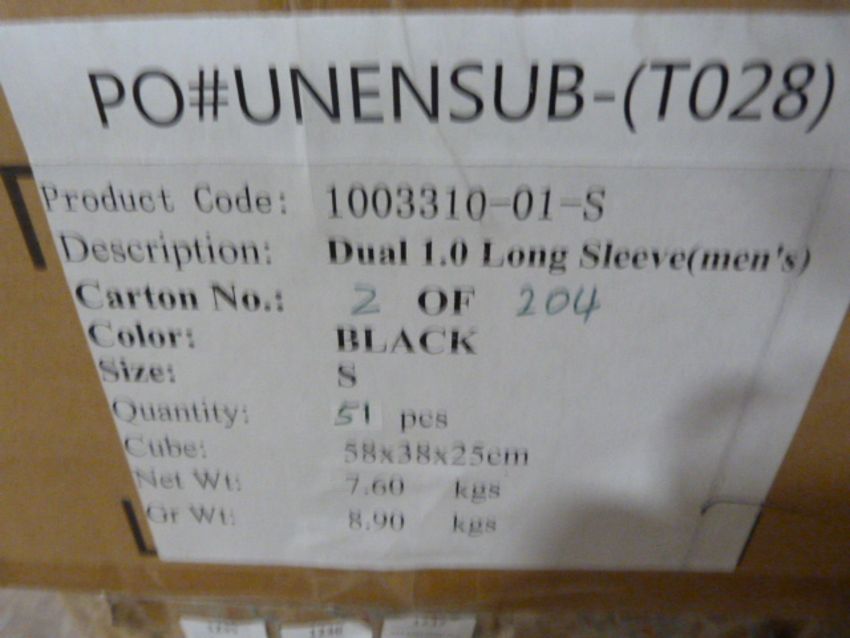 PO#UNENSUB-(T028)
Product Code: 1003310-01-S
Description: Dual 1.0 Long Sleeve(men's)
Carton No.: 2 OF 204
Color: BLACK
Size: S
Quantity: 51 pcs
Cube: 58x38x25cm
Net Wt: 7.60 kgs
Gr Wt: 8.90 kgs